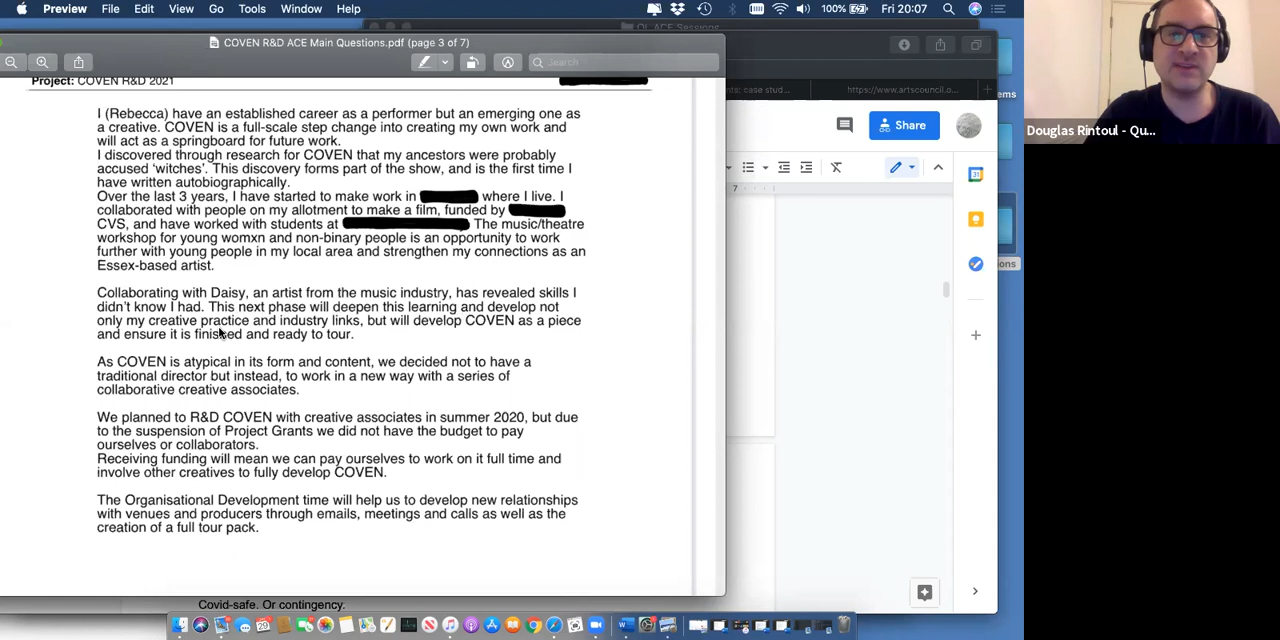 Preview File Edit View Go Tools Window Help 100% Fri 20:07
QLACE Sessions
COVEN R&D ACE Main Questions.pdf (page 3 of 7)
Search
Project: COVEN R&D 2021
I (Rebecca) have an established career as a performer but an emerging one as
a creative. COVEN is a full-scale step change into creating my own work and
will act as a springboard for future work.
I discovered through research for COVEN that my ancestors were probably
accused ‘witches’. This discovery forms part of the show, and is the first time I
have written autobiographically.
Over the last 3 years, I have started to make work in where I live. I
collaborated with people on my allotment to make a film, funded by
CVS, and have worked with students at The music/theatre
workshop for young womxn and non-binary people is an opportunity to work
further with young people in my local area and strengthen my connections as an
Essex-based artist.
Collaborating with Daisy, an artist from the music industry, has revealed skills I
didn’t know I had. This next phase will deepen this learning and develop not
only my creative practice and industry links, but will develop COVEN as a piece
and ensure it is finished and ready to tour.
As COVEN is atypical in its form and content, we decided not to have a
traditional director but instead, to work in a new way with a series of
collaborative creative associates.
We planned to R&D COVEN with creative associates in summer 2020, but due
to the suspension of Project Grants we did not have the budget to pay
ourselves or collaborators.
Receiving funding will mean we can pay ourselves to work on it full time and
involve other creatives to fully develop COVEN.
The Organisational Development time will help us to develop new relationships
with venues and producers through emails, meetings and calls as well as the
creation of a full tour pack.
Covid-safe. Or contingency.
nts: case stud...
https://www.artscouncil.o...
Share
7
31
ems
ions
Douglas Rintoul - Qu...